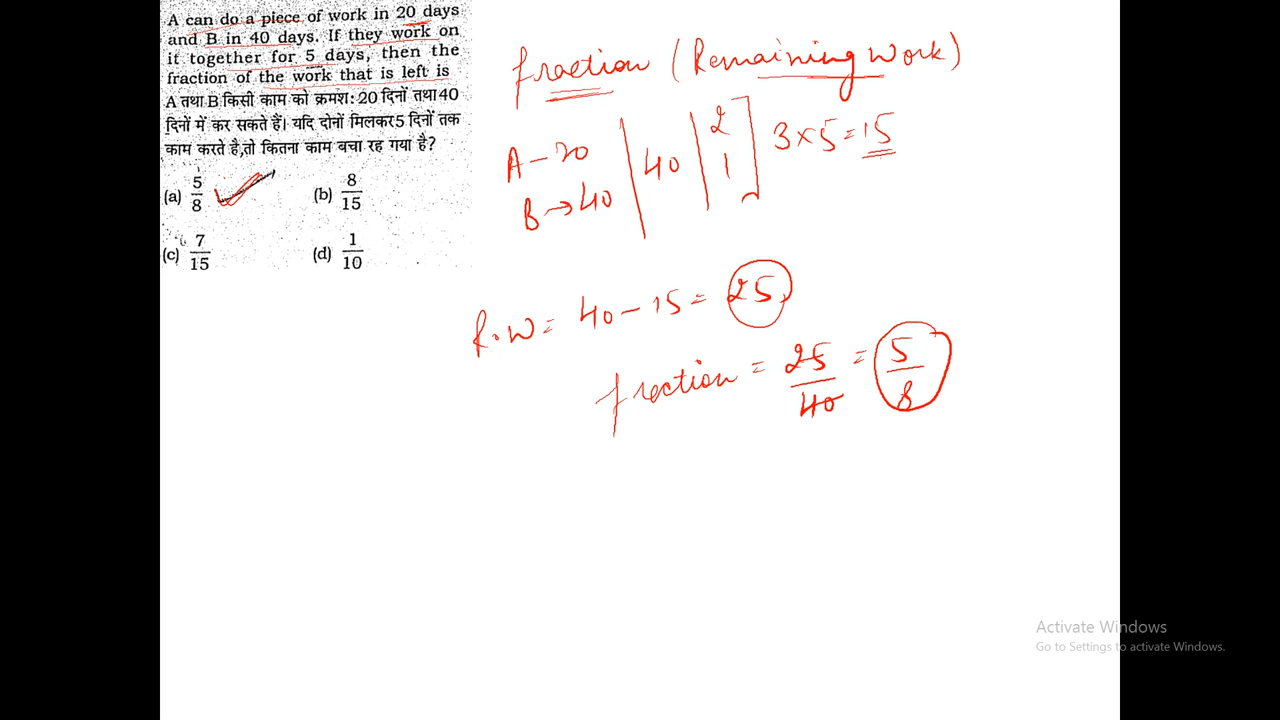 A can do a piece of work in 20 days
and B in 40 days. If they work on
it together for 5 days, then the
fraction of the work that is left is
A तथा B किसी काम को क्रमश: 20 दिनों तथा 40
दिनों में कर सकते हैं। यदि दोनों मिलकर 5 दिनों तक
काम करते है,तो कितना काम बचा रह गया है?
(a) 5/8 (b) 8/15
(c) 7/15 (d) 1/10
fraction (Remaining Work)
A – 20 | 40 | 2 ] 3 × 5 = 15
B → 40 1
R.W = 40 – 15 = 25
fraction = 25/40 = 5/8
Activate Windows
Go to Settings to activate Windows.